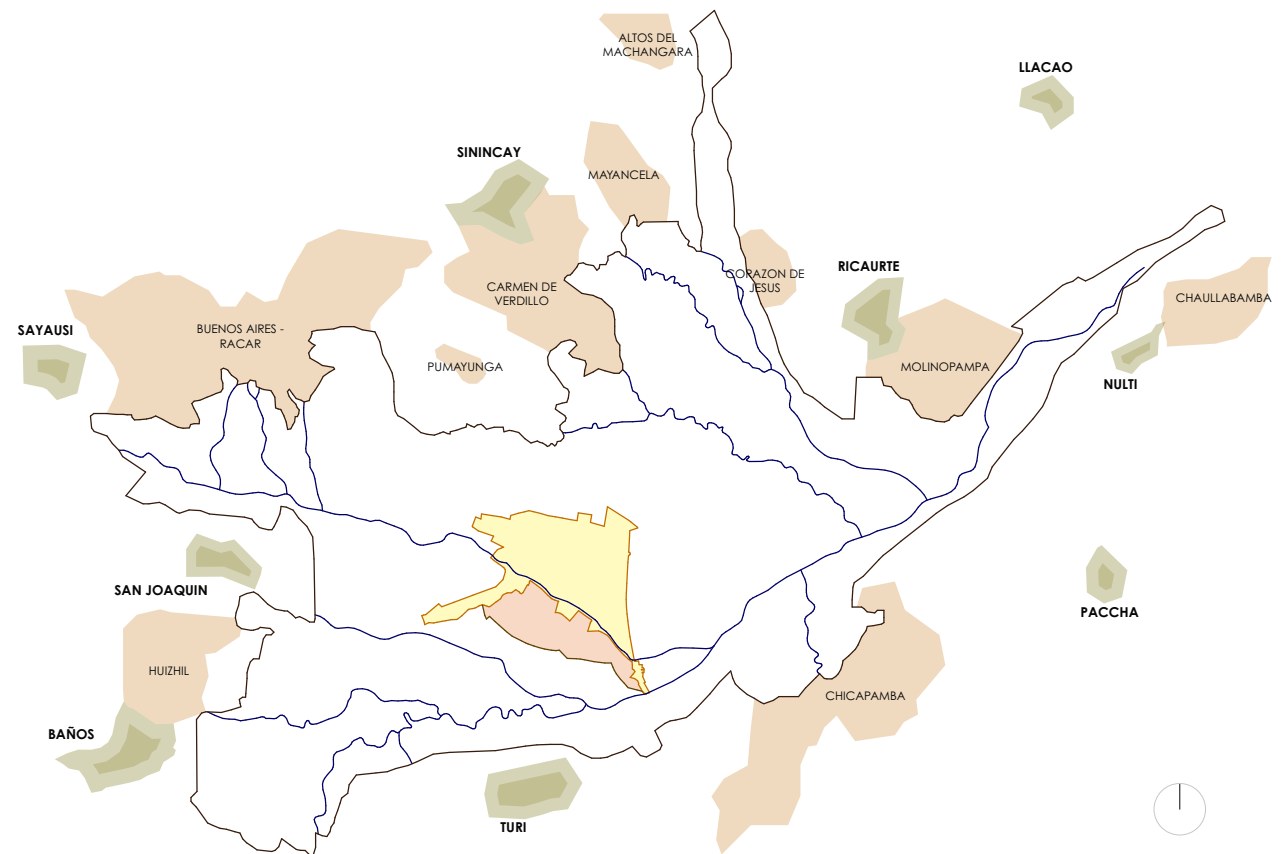 ALTOS DEL
MACHANGARA
LLACAO
SININCAY
MAYANCELA
RICAURTE
CORAZON DE
JESUS
CARMEN DE
VERDILLO
CHAULLABAMBA
SAYAUSI
BUENOS AIRES -
RACAR
PUMAYUNGA
MOLINOPAMPA
NULTI
SAN JOAQUIN
PACCHA
HUIZHIL
CHICAPAMBA
BAÑOS
TURI